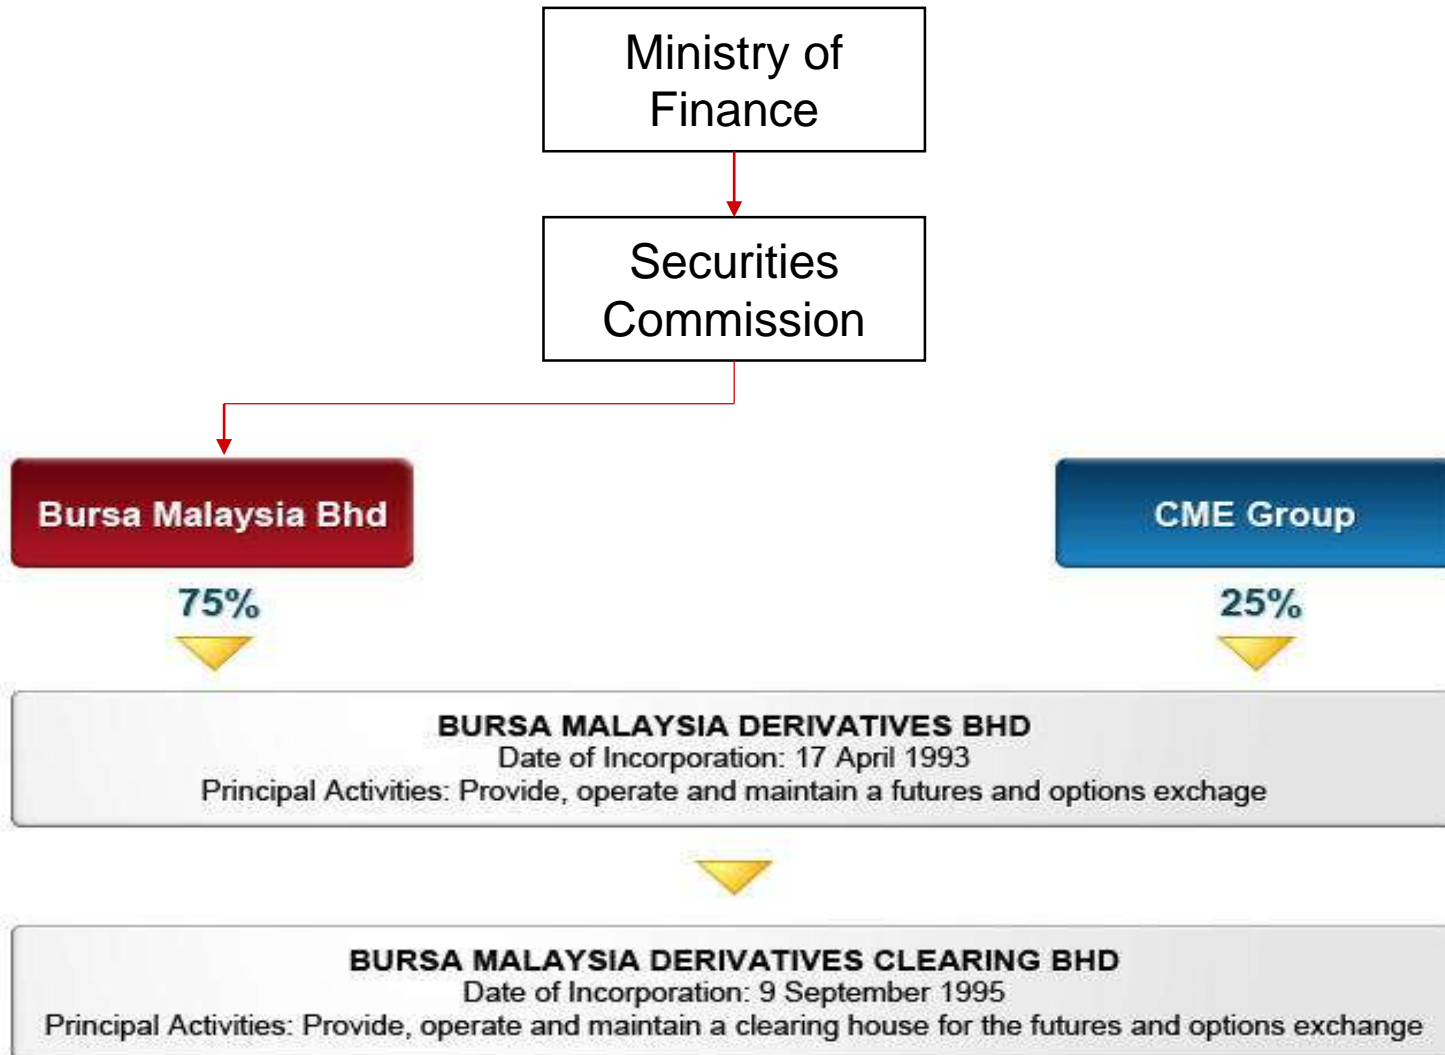 Ministry of
Finance
Securities
Commission
Bursa Malaysia Bhd
CME Group
75%
25%
BURSA MALAYSIA DERIVATIVES BHD
Date of Incorporation: 17 April 1993
Principal Activities: Provide, operate and maintain a futures and options exchage
BURSA MALAYSIA DERIVATIVES CLEARING BHD
Date of Incorporation: 9 September 1995
Principal Activities: Provide, operate and maintain a clearing house for the futures and options exchange